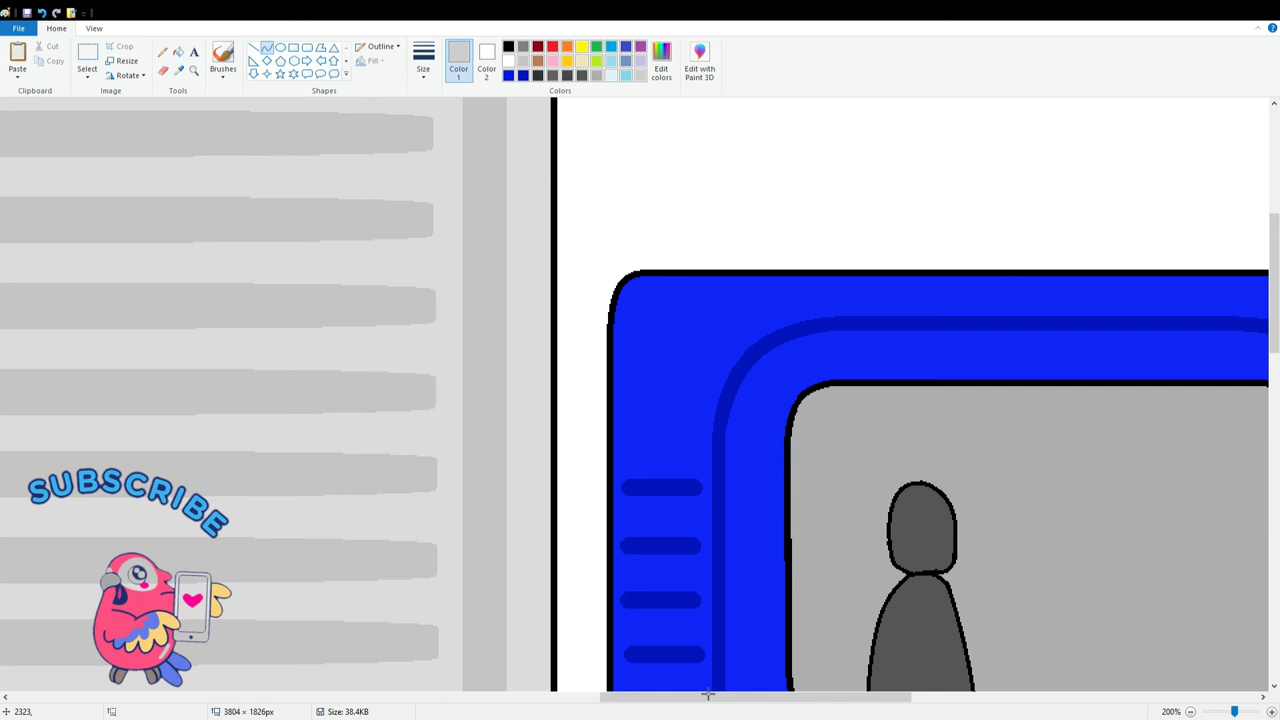 File
Home
View
Paste
Cut
Copy
Clipboard
Select
Crop
Resize
Rotate
Image
Tools
Brushes
Outline
Fill
Shapes
Size
Color 1
Color 2
Edit colors
Colors
Edit with Paint 3D
SUBSCRIBE
2323,
3804 × 1826px
Size: 38.4KB
200%